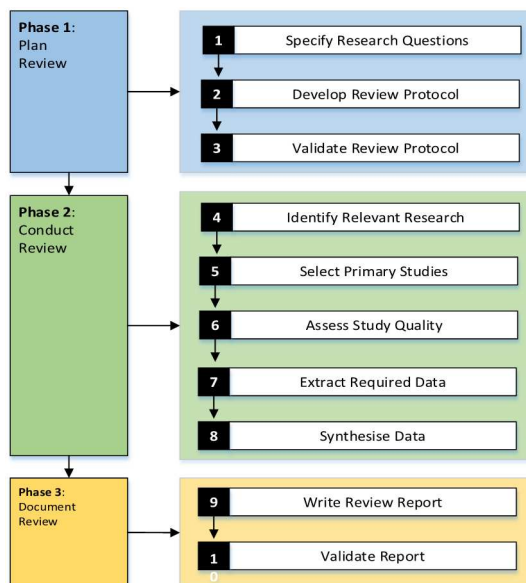 Phase 1:
Plan
Review
1 Specify Research Questions
2 Develop Review Protocol
3 Validate Review Protocol
Phase 2:
Conduct
Review
4 Identify Relevant Research
5 Select Primary Studies
6 Assess Study Quality
7 Extract Required Data
8 Synthesise Data
Phase 3:
Document
Review
9 Write Review Report
10 Validate Report